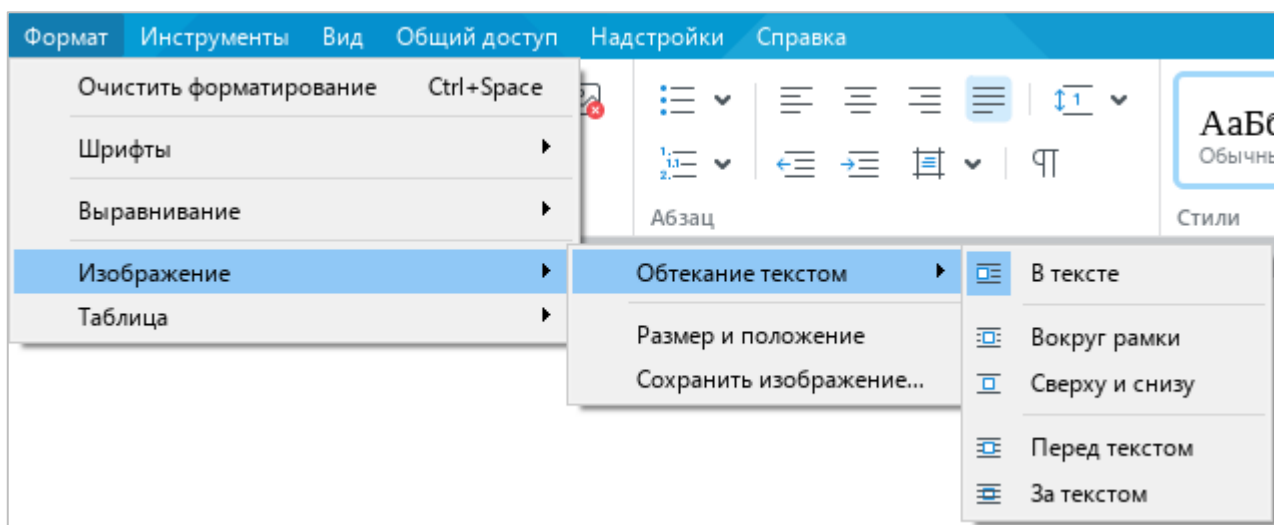 Формат Инструменты Вид Общий доступ Надстройки Справка
Очистить форматирование Ctrl+Space
Шрифты
Выравнивание
Изображение
Таблица
Абзац
АаБб
Обычны
Стили
Обтекание текстом
Размер и положение
Сохранить изображение...
В тексте
Вокруг рамки
Сверху и снизу
Перед текстом
За текстом